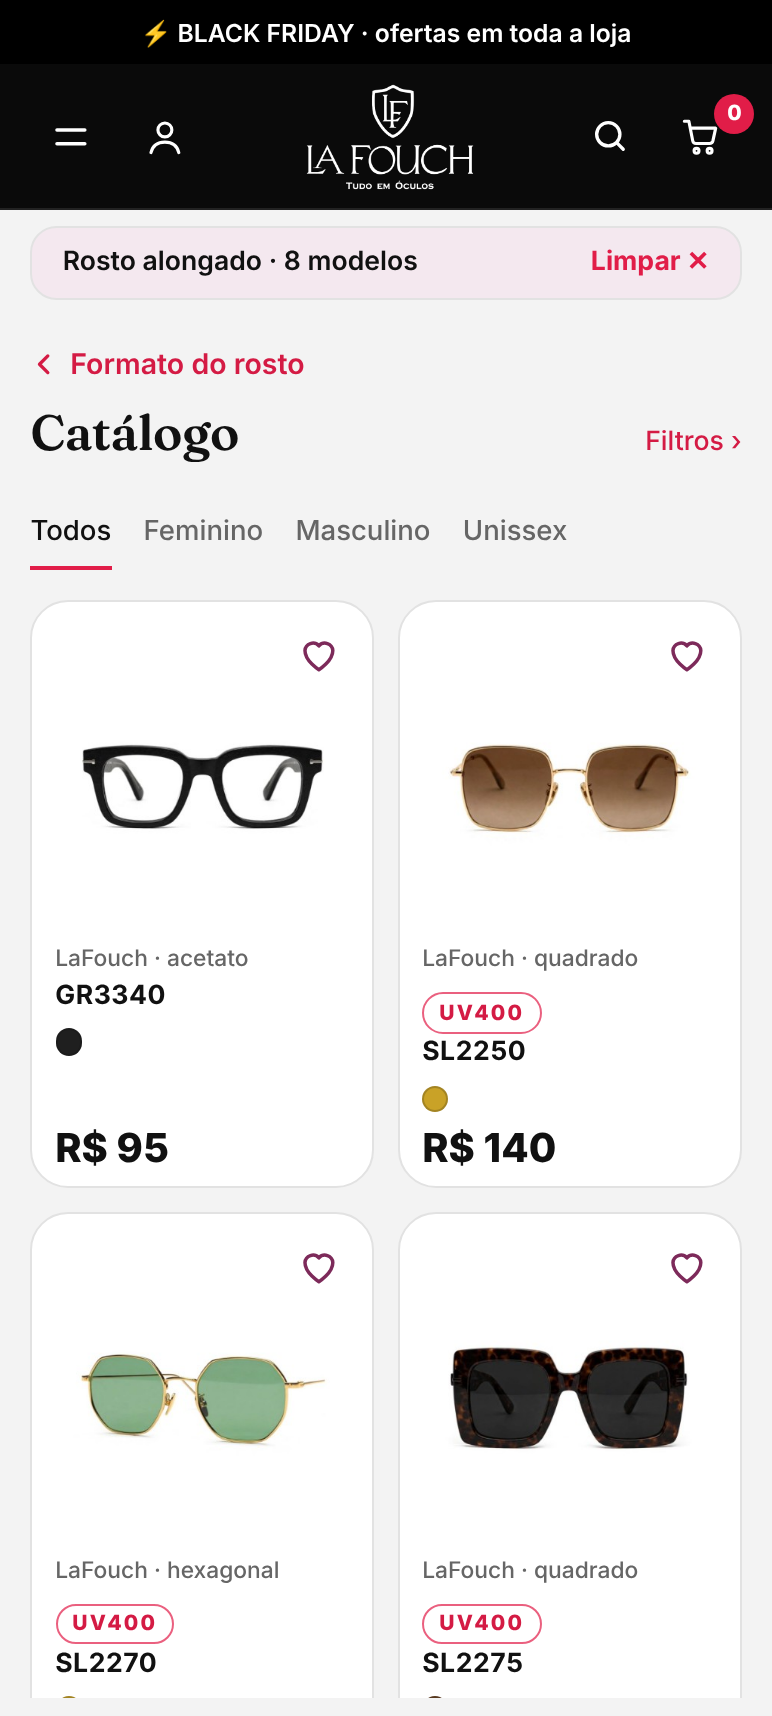 ⚡ BLACK FRIDAY · ofertas em toda a loja
LF
LA FOUCH
Tudo em Óculos
0
Rosto alongado · 8 modelos
Limpar ✕
Formato do rosto
Catálogo
Filtros ›
Todos
Feminino
Masculino
Unissex
LaFouch · acetato
GR3340
R$ 95
LaFouch · quadrado
UV400
SL2250
R$ 140
LaFouch · hexagonal
UV400
SL2270
LaFouch · quadrado
UV400
SL2275